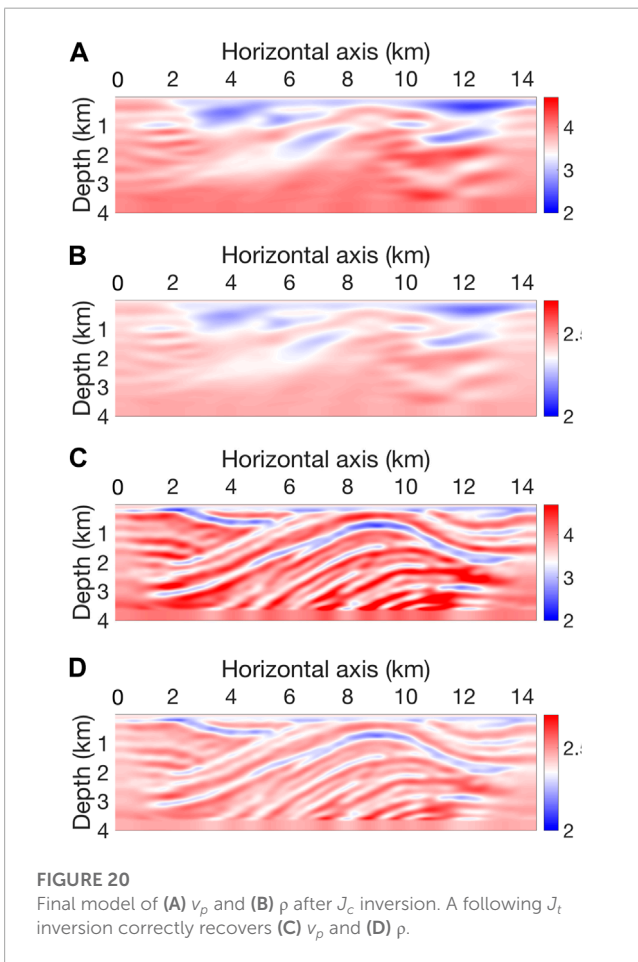 A
Horizontal axis (km)
0 2 4 6 8 10 12 14
Depth (km)
1
2
3
4
4
3
2
B
Horizontal axis (km)
0 2 4 6 8 10 12 14
Depth (km)
1
2
3
4
2.
2
C
Horizontal axis (km)
0 2 4 6 8 10 12 14
Depth (km)
1
2
3
4
4
3
2
D
Horizontal axis (km)
0 2 4 6 8 10 12 14
Depth (km)
1
2
3
4
2.
2
FIGURE 20
Final model of (A) vₚ and (B) ρ after J_c inversion. A following J_t
inversion correctly recovers (C) vₚ and (D) ρ.